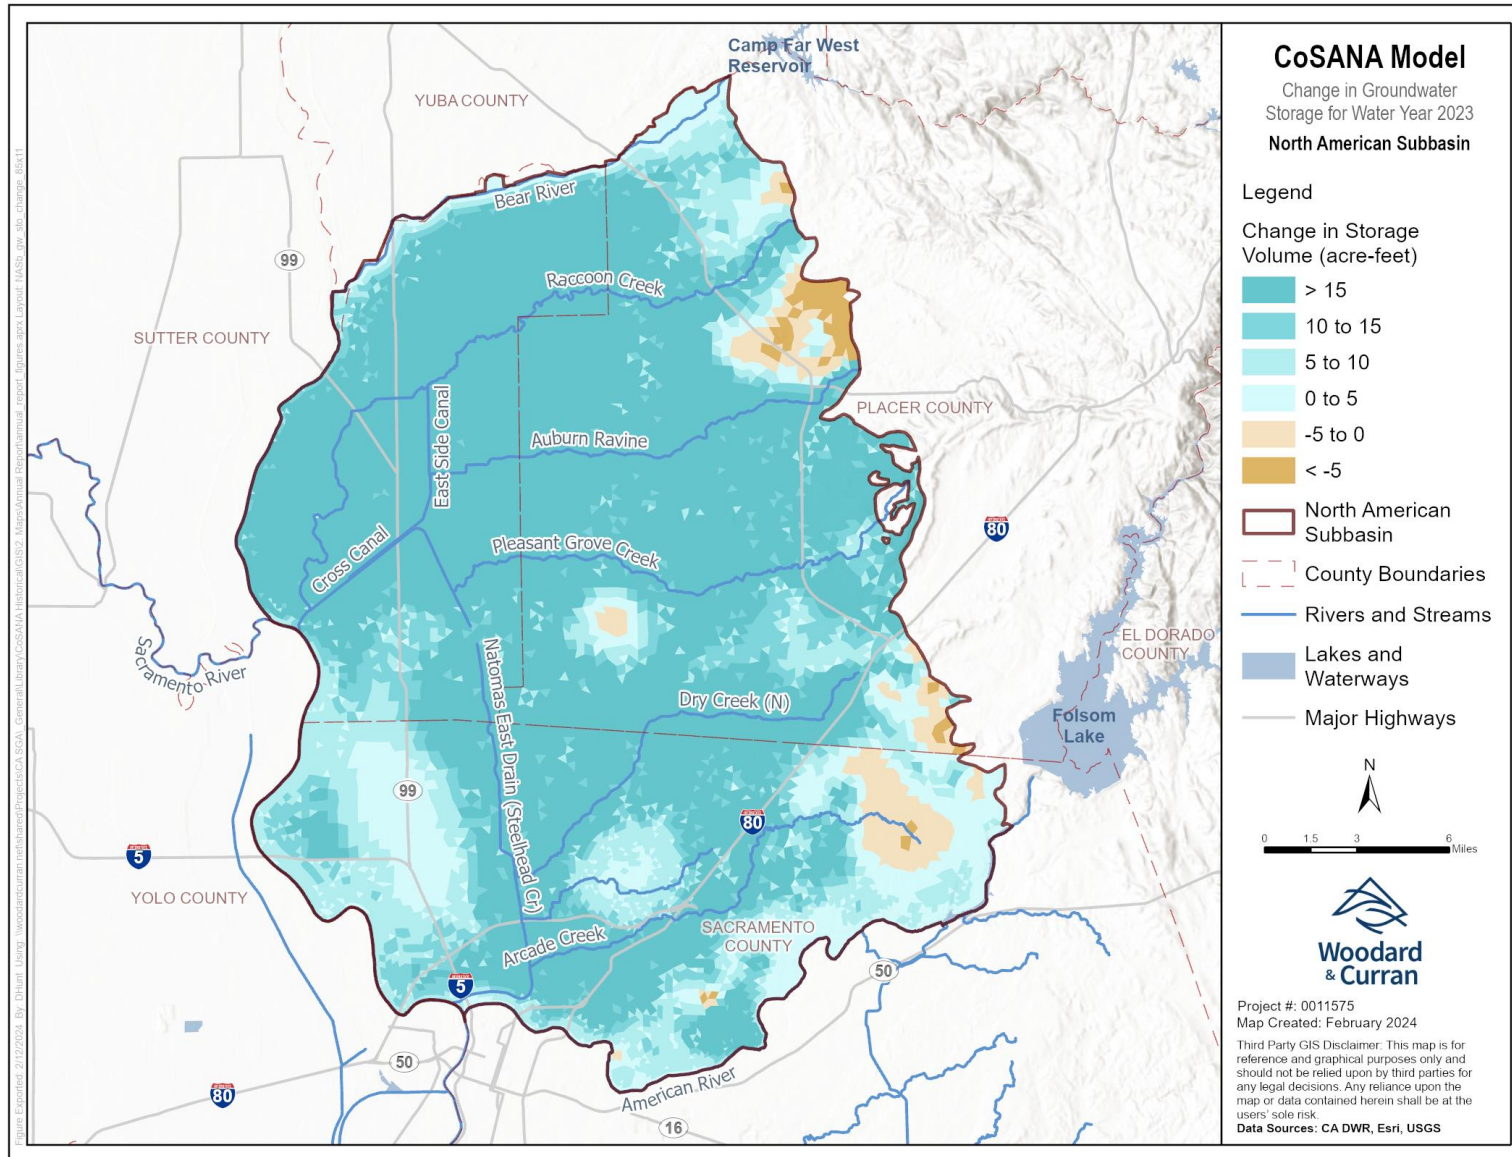 Camp Far West
Reservoir
YUBA COUNTY
Bear River
99
Raccoon Creek
SUTTER COUNTY
East Side Canal
PLACER COUNTY
Auburn Ravine
80
Cross Canal
Pleasant Grove Creek
Sacramento River
EL DORADO
COUNTY
Natomas East Drain (Steelhead Cr)
Dry Creek (N)
Folsom
Lake
99
80
5
YOLO COUNTY
SACRAMENTO
COUNTY
Arcade Creek
50
5
50
80
American River
16
CoSANA Model
Change in Groundwater
Storage for Water Year 2023
North American Subbasin
Legend
Change in Storage
Volume (acre-feet)
> 15
10 to 15
5 to 10
0 to 5
-5 to 0
< -5
North American
Subbasin
County Boundaries
Rivers and Streams
Lakes and
Waterways
Major Highways
N
0 1.5 3 6
Miles
Woodard
& Curran
Project #: 0011575
Map Created: February 2024
Third Party GIS Disclaimer: This map is for
reference and graphical purposes only and
should not be relied upon by third parties for
any legal decisions. Any reliance upon the
map or data contained herein shall be at the
users' sole risk.
Data Sources: CA DWR, Esri, USGS
Figure Exported: 2/12/2024 By: DHunt Using: